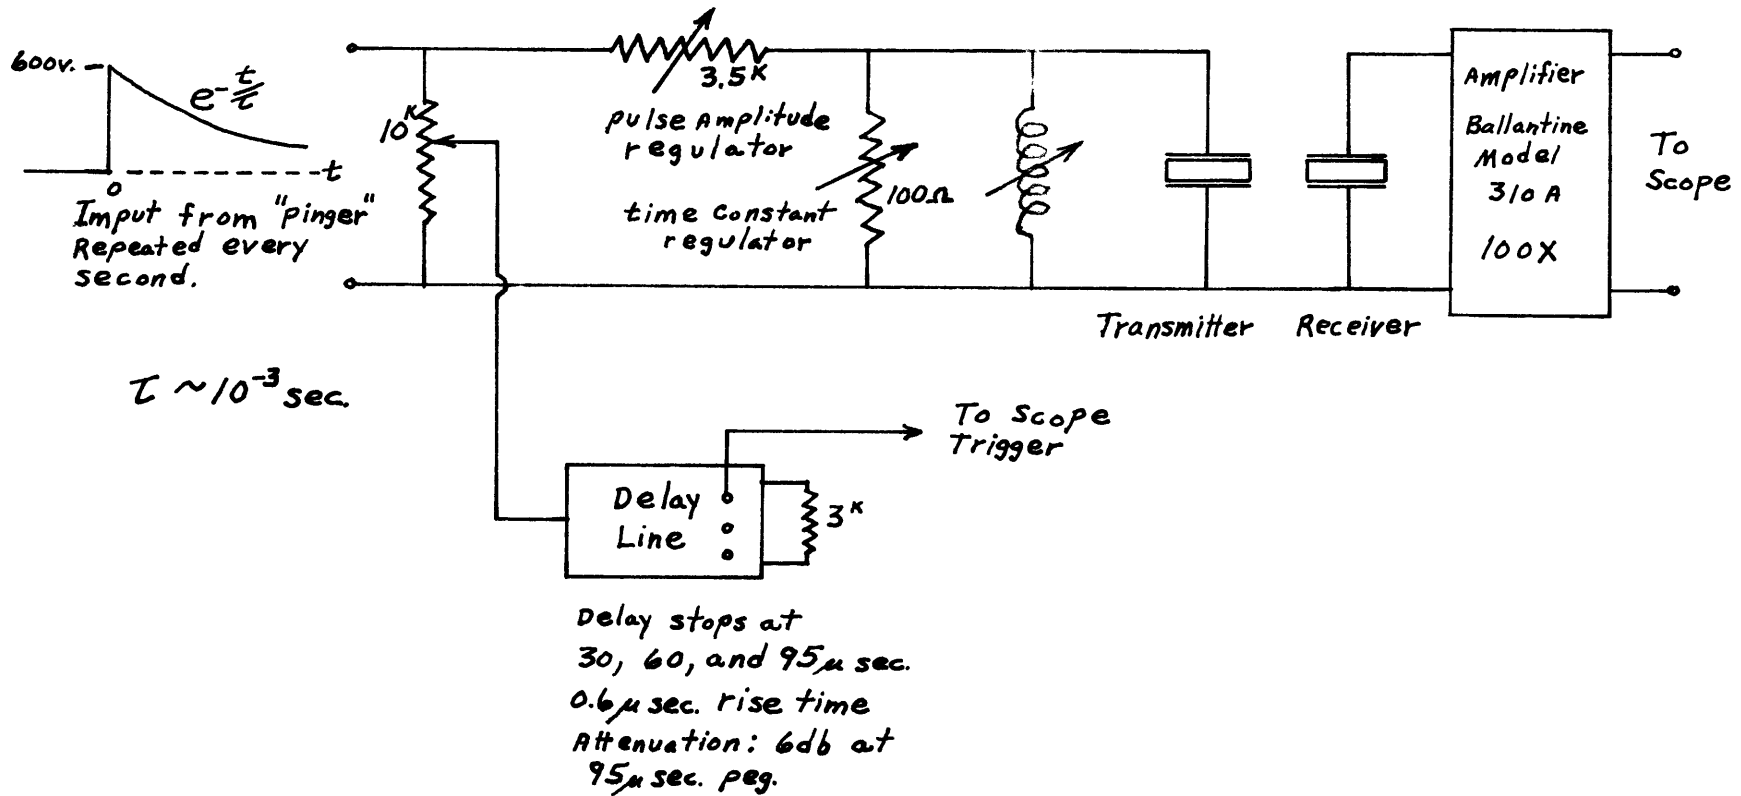 600v.
e^-t/τ
t
0
Imput from "pinger"
Repeated every
second.
τ ~ 10^-3 sec.
10^K
3.5^K
pulse Amplitude
regulator
time Constant
regulator
100Ω
Transmitter
Receiver
Amplifier
Ballantine
Model
310 A
100X
To
Scope
To Scope
Trigger
Delay
Line
3^K
Delay stops at
30, 60, and 95μ sec.
0.6μ sec. rise time
Attenuation: 6db at
95μ sec. peg.